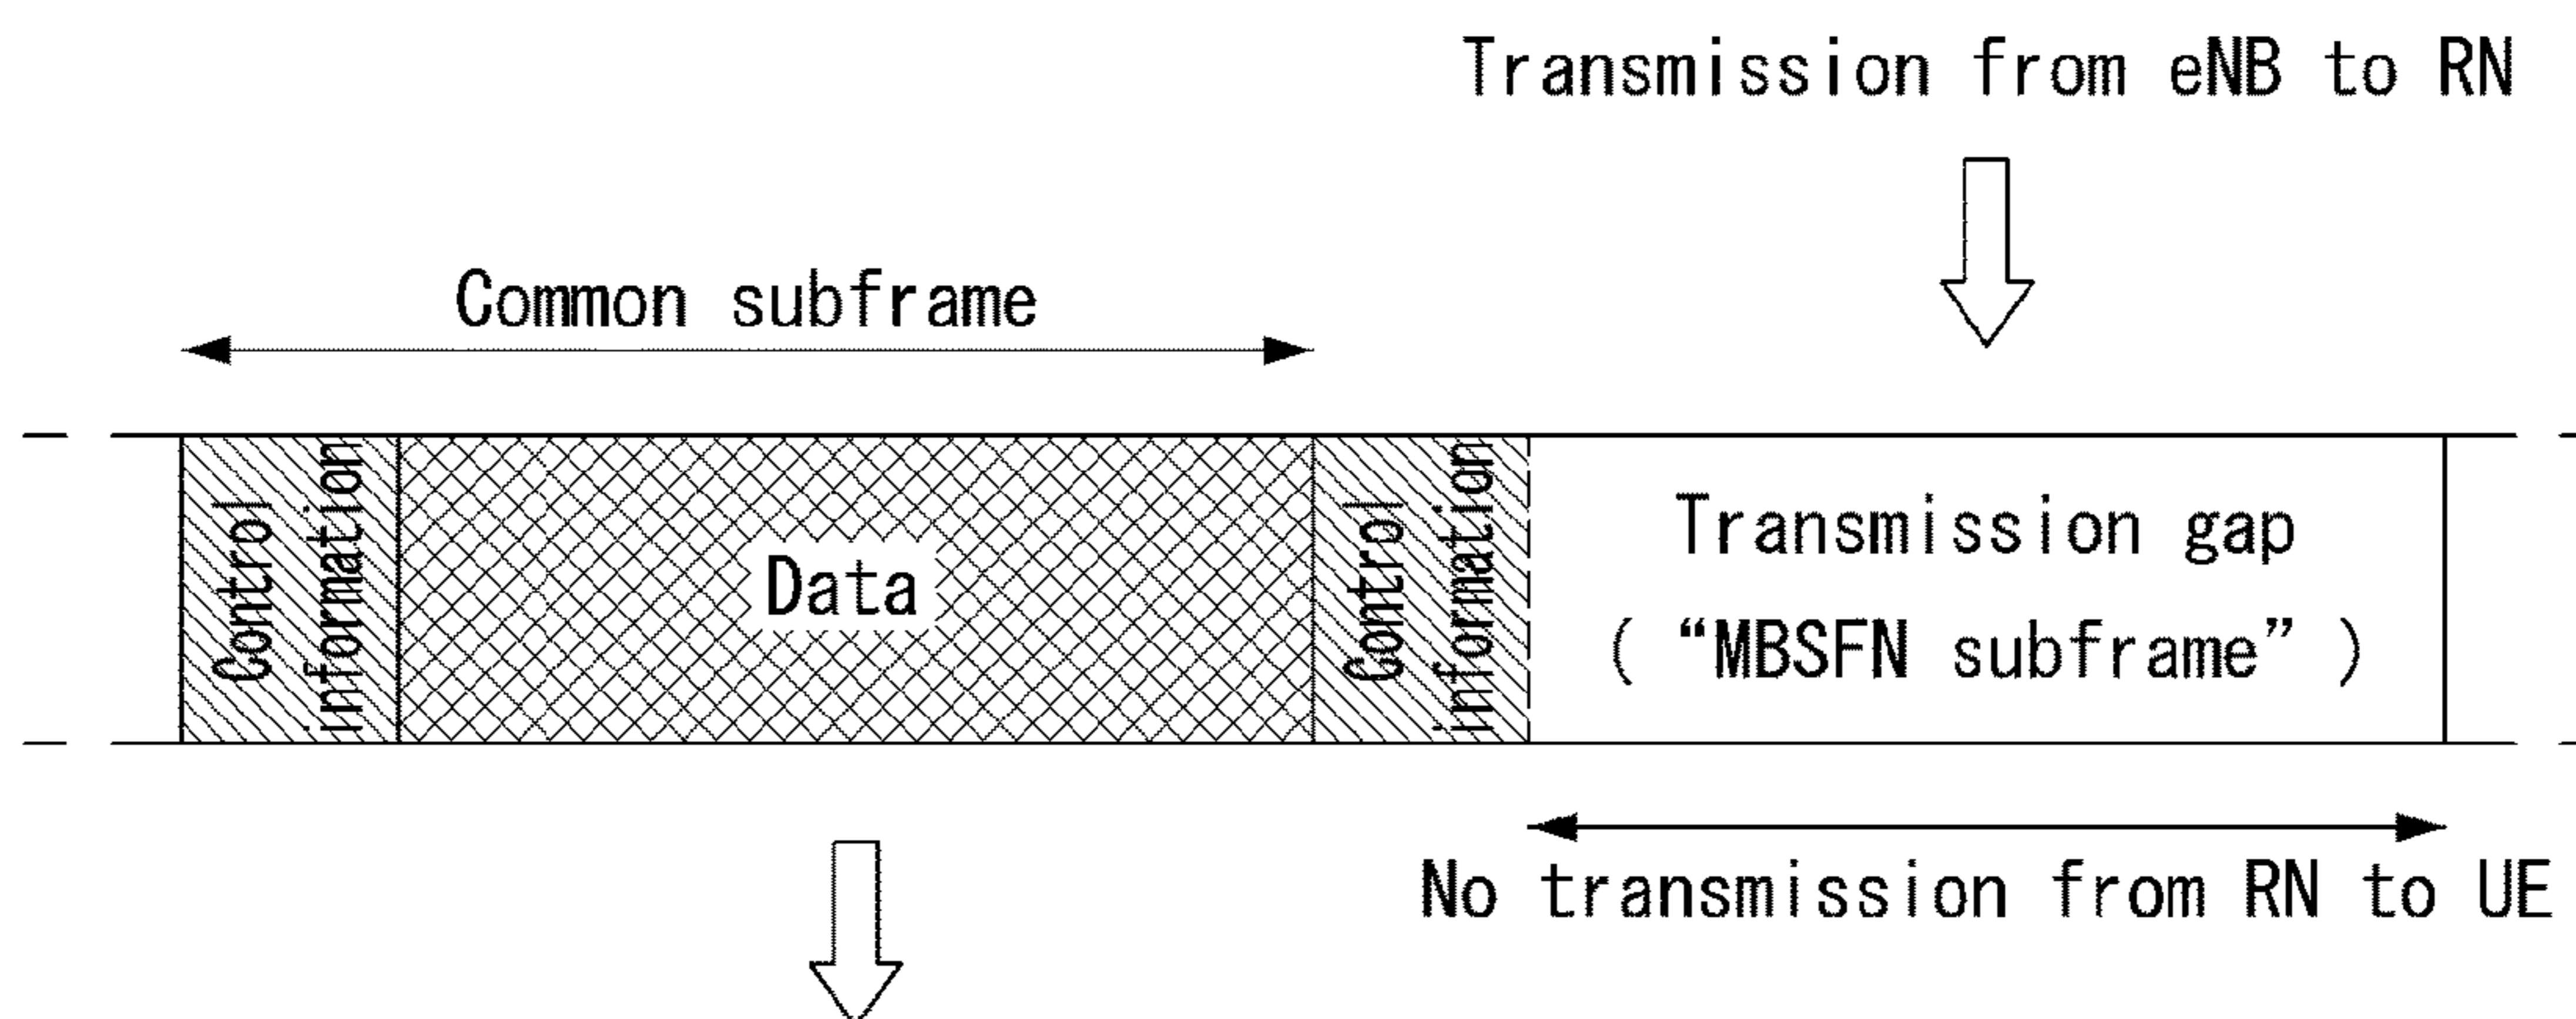 Transmission from eNB to RN
Common subframe
Control
information
Data
Control
information
Transmission gap
( “MBSFN subframe” )
No transmission from RN to UE